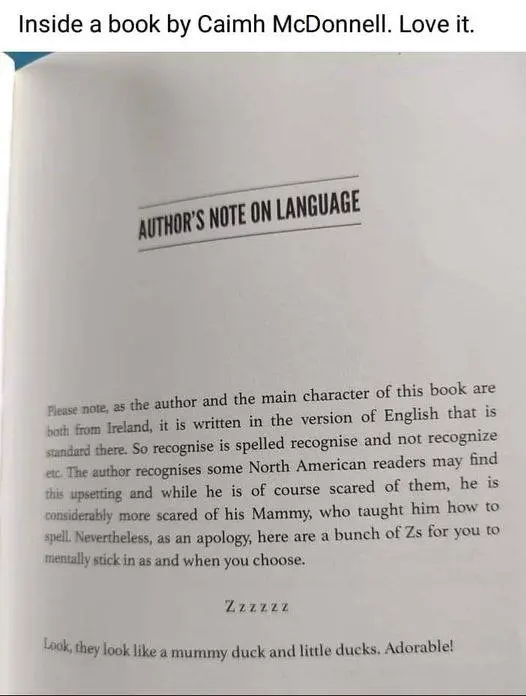 Inside a book by Caimh McDonnell. Love it.
AUTHOR'S NOTE ON LANGUAGE
Please note, as the author and the main character of this book are
both from Ireland, it is written in the version of English that is
standard there. So recognise is spelled recognise and not recognize
etc. The author recognises some North American readers may find
this upsetting and while he is of course scared of them, he is
considerably more scared of his Mammy, who taught him how to
spell. Nevertheless, as an apology, here are a bunch of Zs for you to
mentally stick in as and when you choose.
Z z z z z z
Look, they look like a mummy duck and little ducks. Adorable!